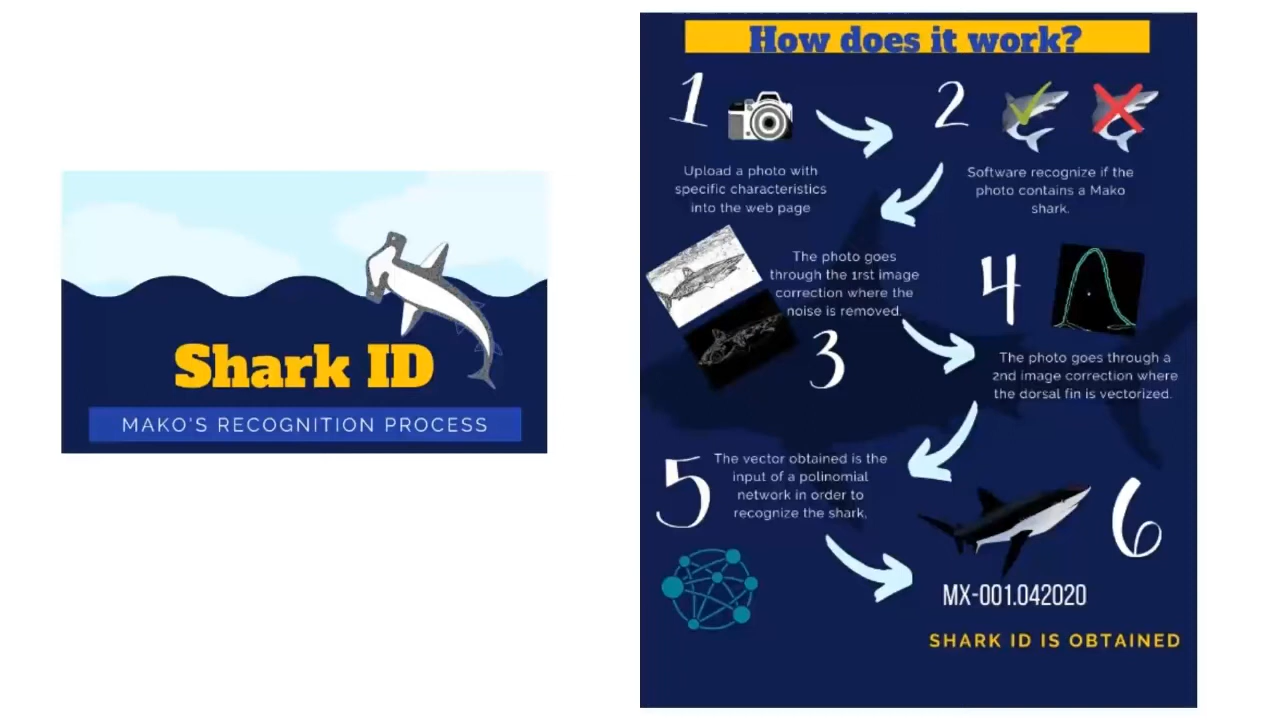 Shark ID
MAKO'S RECOGNITION PROCESS
How does it work?
1
Upload a photo with
specific characteristics
into the web page
2
Software recognize if the
photo contains a Mako
shark.
The photo goes
through the 1rst image
correction where the
noise is removed.
3
4
The photo goes through a
2nd image correction where
the dorsal fin is vectorized.
5
The vector obtained is the
input of a polinomial
network in order to
recognize the shark.
6
MX-001.042020
SHARK ID IS OBTAINED